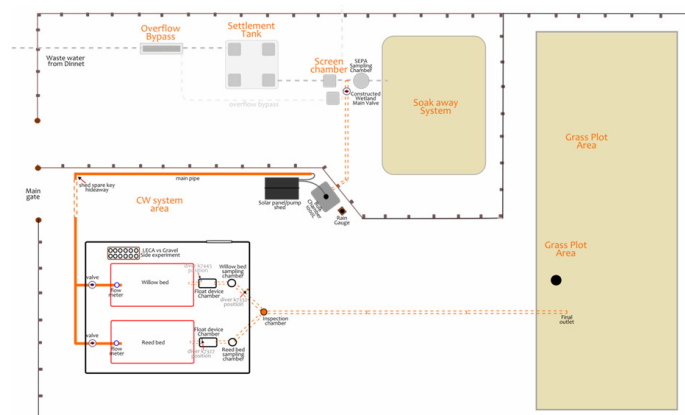 Overflow
Bypass
Settlement
Tank
Waste water
from Dinnet
Screen
chamber
SEPA
Sampling
Chamber
Constructed
Wetland
Main Valve
overflow bypass
Soak away
System
Grass Plot
Area
main pipe
shed spare key
hideaway
Main
gate
CW system
area
Solar panel/pump
shed
Rain
Gauge
Grass Plot
Area
LECA vs Gravel
Side experiment
valve
flow
meter
Willow bed
position
Float device
Chamber
Willow bed
sampling
chamber
position
Inspection
chamber
Final
outlet
valve
flow
meter
Reed bed
Float device
Chamber
position
Reed bed
sampling
chamber